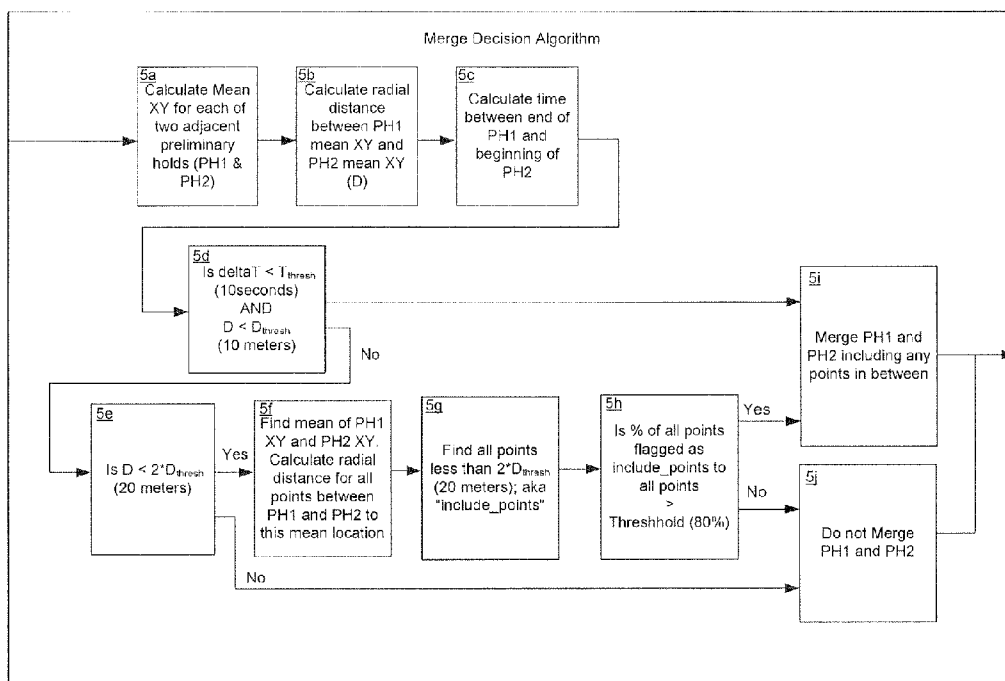 Merge Decision Algorithm
5a
Calculate Mean
XY for each of
two adjacent
preliminary
holds (PH1 &
PH2)
5b
Calculate radial
distance
between PH1
mean XY and
PH2 mean XY
(D)
5c
Calculate time
between end of
PH1 and
beginning of
PH2
5d
Is deltaT < Tthresh
(10seconds)
AND
D < Dthresh
(10 meters)
No
5i
Merge PH1 and
PH2 including any
points in between
5e
Is D < 2*Dthresh
(20 meters)
Yes
No
5f
Find mean of PH1
XY and PH2 XY.
Calculate radial
distance for all
points between
PH1 and PH2 to
this mean location
5g
Find all points
less than 2*Dthresh
(20 meters); aka
"include_points"
5h
Is % of all points
flagged as
include_points to
all points
>
Threshhold (80%)
Yes
No
5j
Do not Merge
PH1 and PH2